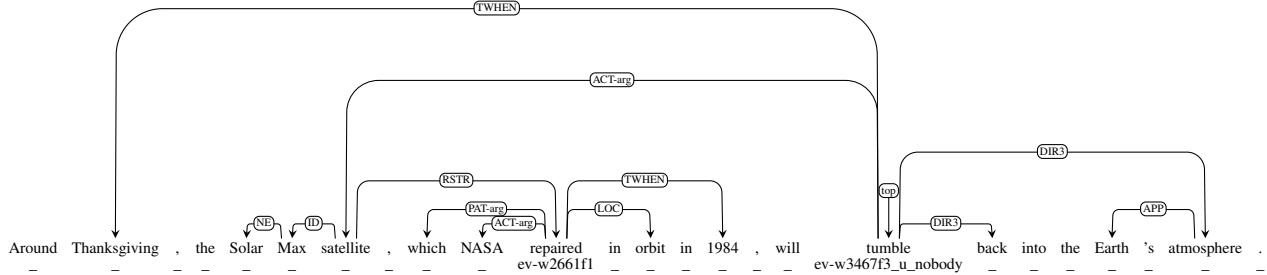 TWHEN
ACT-arg
DIR3
RSTR TWHEN top
PAT-arg LOC
NE ID ACT-arg DIR3 APP
Around Thanksgiving , the Solar Max satellite , which NASA repaired in orbit in 1984 , will tumble back into the Earth 's atmosphere .
_ _ _ _ _ _ _ _ _ _ ev-w2661f1 _ _ _ _ _ _ ev-w3467f3_u_nobody _ _ _ _ _ _ _